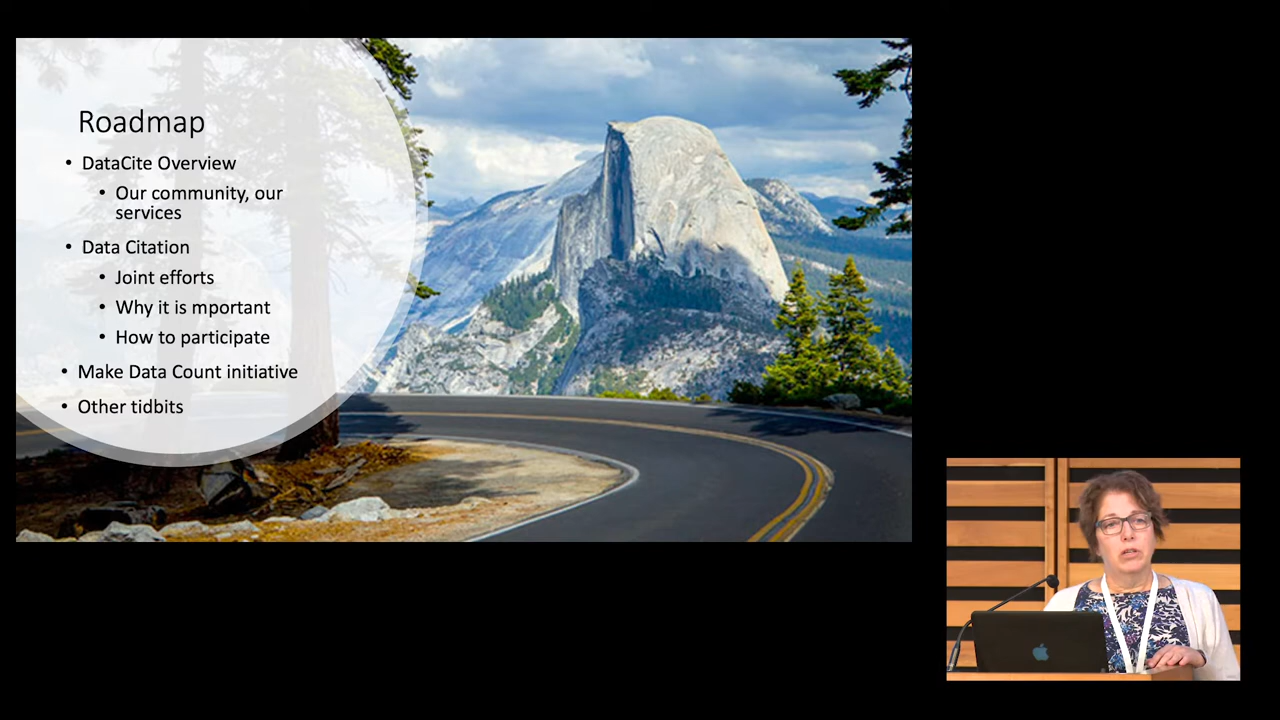 Roadmap
• DataCite Overview
• Our community, our
services
• Data Citation
• Joint efforts
• Why it is mportant
• How to participate
• Make Data Count initiative
• Other tidbits